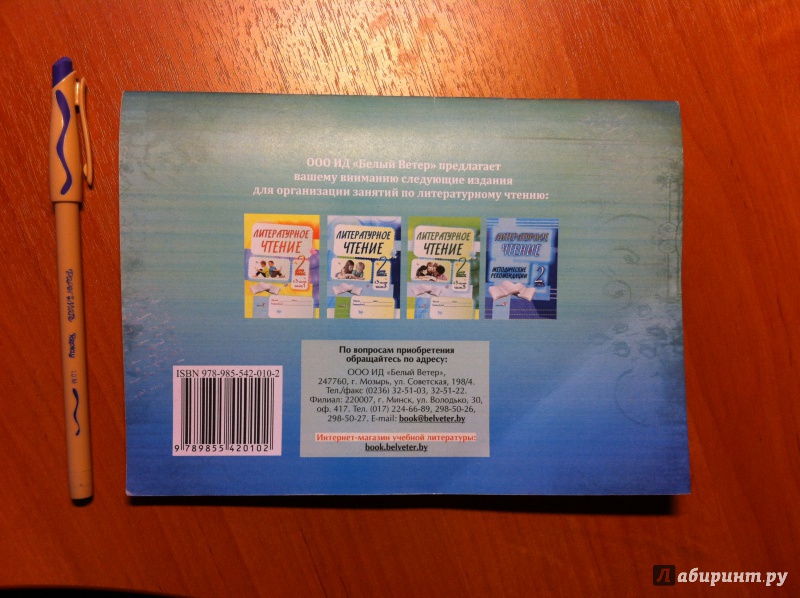 ООО ИД «Белый Ветер» предлагает
вашему вниманию следующие издания
для организации занятий по литературному чтению:
ЛИТЕРАТУРНОЕ
ЧТЕНИЕ
2
ЛИТЕРАТУРНОЕ
ЧТЕНИЕ
2
ЛИТЕРАТУРНОЕ
ЧТЕНИЕ
2
ЛИТЕРАТУРНОЕ
ЧТЕНИЕ
МЕТОДИЧЕСКИЕ
РЕКОМЕНДАЦИИ
2
По вопросам приобретения
обращайтесь по адресу:
ООО ИД «Белый Ветер»,
247760, г. Мозырь, ул. Советская, 198/4.
Тел./факс (0236) 32-51-03, 32-51-22.
Филиал: 220007, г. Минск, ул. Володько, 30,
оф. 417. Тел. (017) 224-66-89, 298-50-26,
298-50-27. E-mail: book@belveter.by
Интернет-магазин учебной литературы:
book.belveter.by
ISBN 978-985-542-010-2
9 789855 420102
Лабиринт.ру